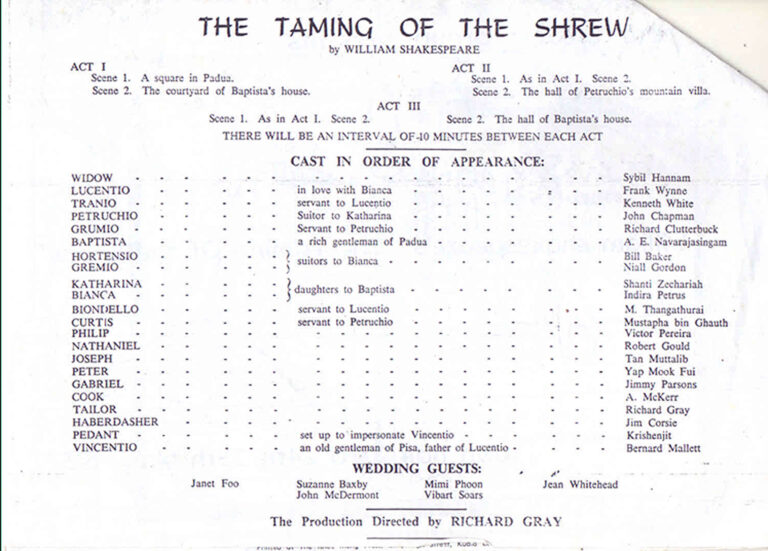 THE TAMING OF THE SHREW
by WILLIAM SHAKESPEARE
ACT I
Scene 1. A square in Padua.
Scene 2. The courtyard of Baptista's house.
ACT II
Scene 1. As in Act I. Scene 2.
Scene 2. The hall of Petruchio's mountain villa.
ACT III
Scene 1. As in Act I. Scene 2. Scene 2. The hall of Baptista's house.
THERE WILL BE AN INTERVAL OF 10 MINUTES BETWEEN EACH ACT
CAST IN ORDER OF APPEARANCE:
WIDOW - Sybil Hannam
LUCENTIO - in love with Bianca - Frank Wynne
TRANIO - servant to Lucentio - Kenneth White
PETRUCHIO - Suitor to Katharina - John Chapman
GRUMIO - Servant to Petruchio - Richard Clutterbuck
BAPTISTA - a rich gentleman of Padua - E. Navarajasingam
HORTENSIO - suitors to Bianca - Bill Baker
GREMIO - Niall Gordon
KATHARINA - daughters to Baptista - Shanti Zechariah
BIANCA - Indira Petrus
BIONDELLO - servant to Lucentio - M. Thangathurai
CURTIS - servant to Petruchio - Mustapha bin Ghauth
PHILIP - Victor Pereira
NATHANIEL - Robert Gould
JOSEPH - Tan Muttalib
PETER - Yap Mook Fui
GABRIEL - Jimmy Parsons
COOK - A. McKerr
TAILOR - Richard Gray
HABERDASHER - Jim Corsie
PEDANT - set up to impersonate Vincentio - Krishenjit
VINCENTIO - an old gentleman of Pisa, father of Lucentio - Bernard Mallett
WEDDING GUESTS:
Janet Foo Suzanne Baxby Mimi Phoon Jean Whitehead
John McDermont Vibart Soars
The Production Directed by RICHARD GRAY